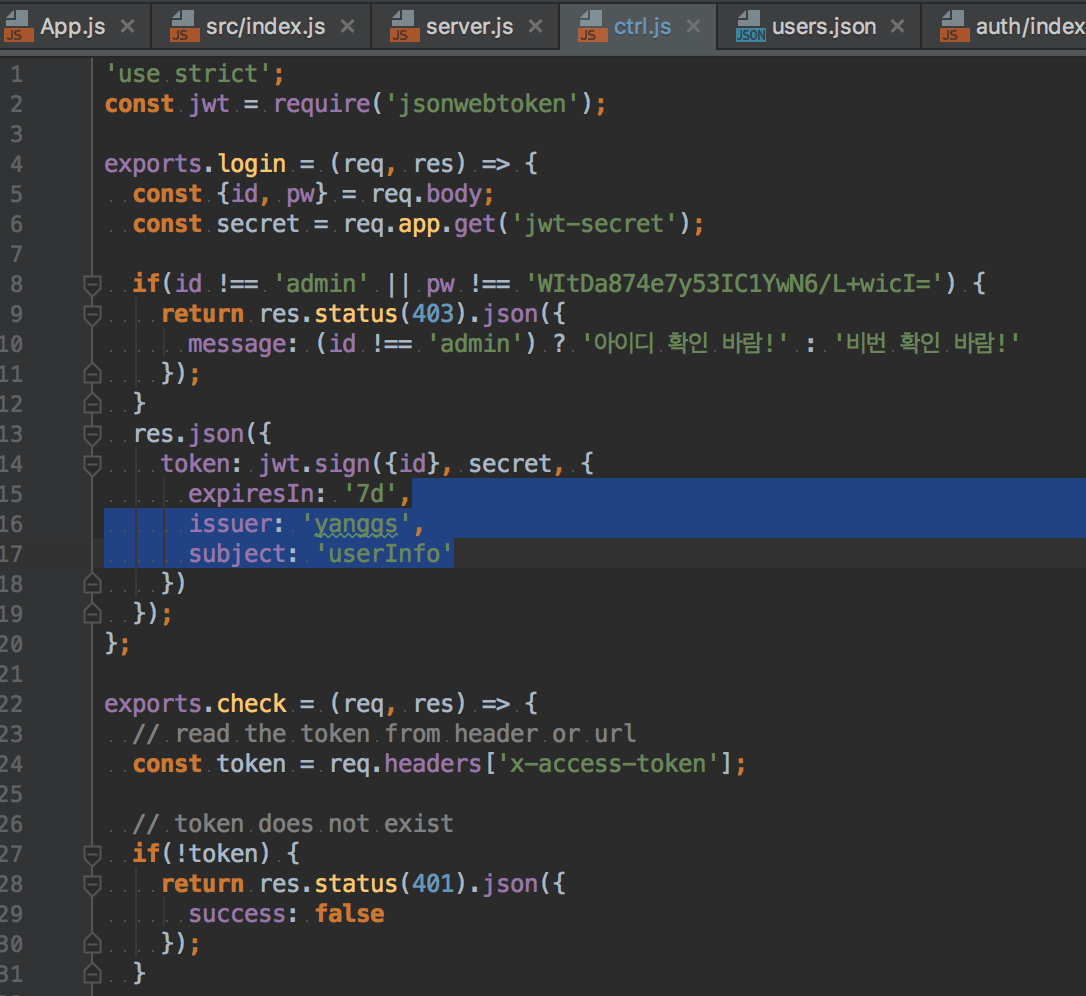 App.js src/index.js server.js ctrl.js users.json auth/index
1 'use strict';
2 const jwt = require('jsonwebtoken');
3
4 exports.login = (req, res) => {
5 const {id, pw} = req.body;
6 const secret = req.app.get('jwt-secret');
7
8 if(id !== 'admin' || pw !== 'WItDa874e7y53IC1YwN6/L+wicI=') {
9 return res.status(403).json({
10 message: (id !== 'admin') ? '아이디 확인 바람!' : '비번 확인 바람!'
11 });
12 }
13 res.json({
14 token: jwt.sign({id}, secret, {
15 expiresIn: '7d',
16 issuer: 'yanggs',
17 subject: 'userInfo'
18 })
19 });
20 };
21
22 exports.check = (req, res) => {
23 // read the token from header or url
24 const token = req.headers['x-access-token'];
25
26 // token does not exist
27 if(!token) {
28 return res.status(401).json({
29 success: false
30 });
31 }